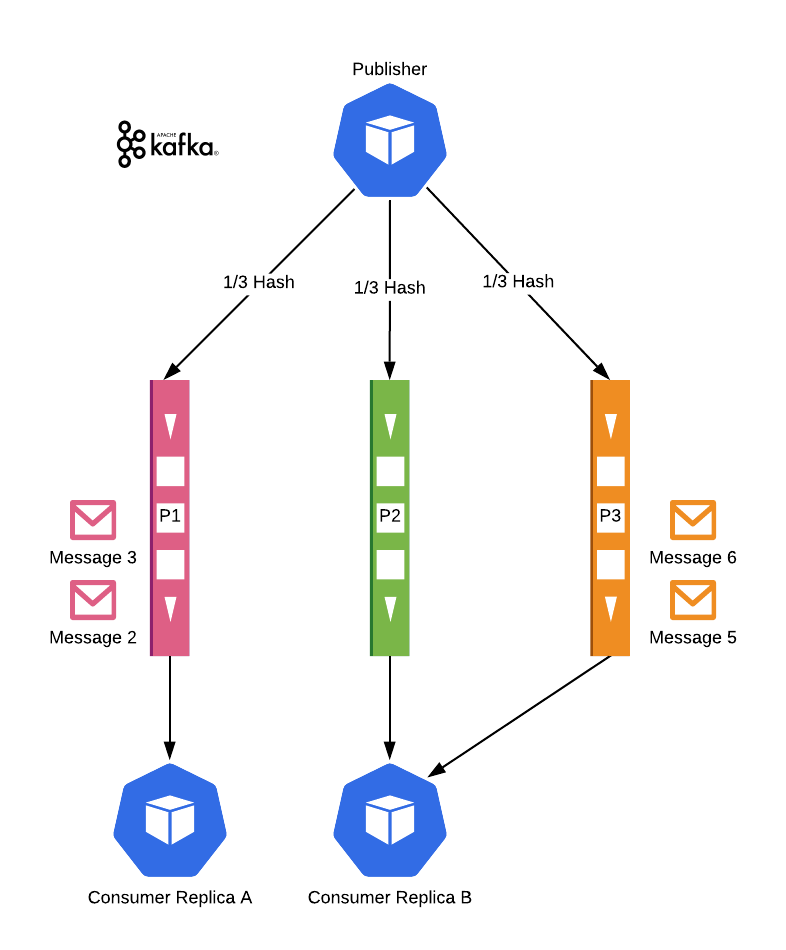 Publisher
APACHE
kafka®
1/3 Hash
1/3 Hash
1/3 Hash
P1
P2
P3
Message 3
Message 6
Message 2
Message 5
Consumer Replica A
Consumer Replica B